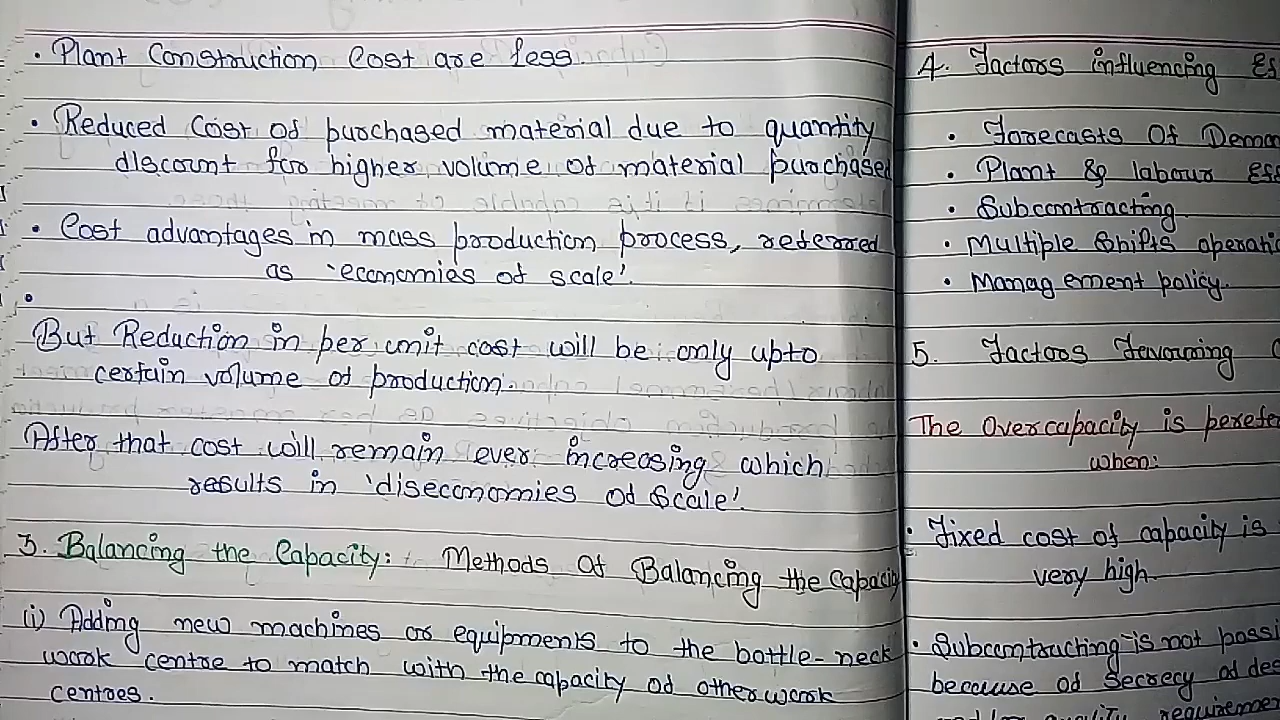 • Plant Construction Cost are less
• Reduced Cost of purchased material due to quantity
discount for higher volume of material purchased
• Cost advantages in mass production process, referred
as 'economies of scale'.
•
But Reduction in per unit cost will be only upto
certain volume of production.
After that cost will remain ever increasing which
results in 'diseconomies of scale'.
3. Balancing the Capacity: Methods Of Balancing the Capacity
(i) Adding new machines or equipments to the bottle-neck
work centre to match with the capacity of other work
centres.
4. Factors influencing
• Forecasts Of
• Plant & labour
• Subcontracting
• Multiple Shifts
• Management policy.
5. Factors Favouring
The Overcapacity is
when:
• Fixed cost of capacity is
very high.
• Subcontracting is not
because of Secrecy of